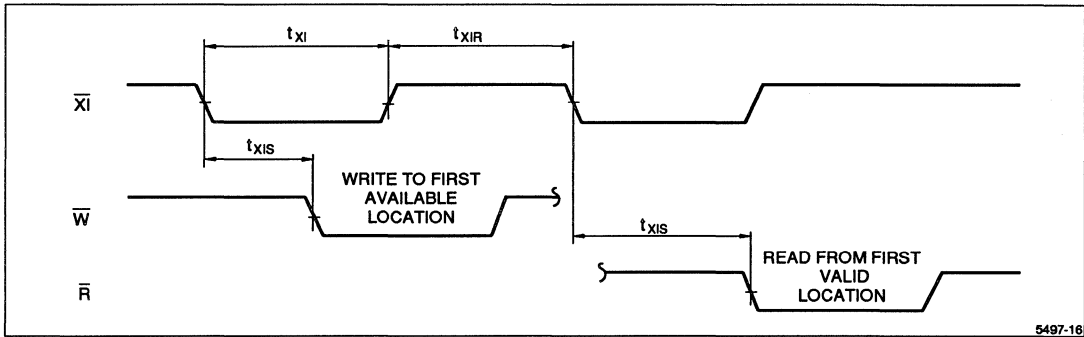 tXI
tXIR
XI
tXIS
WRITE TO FIRST
AVAILABLE
LOCATION
W
tXIS
READ FROM FIRST
VALID
LOCATION
R
5497-16